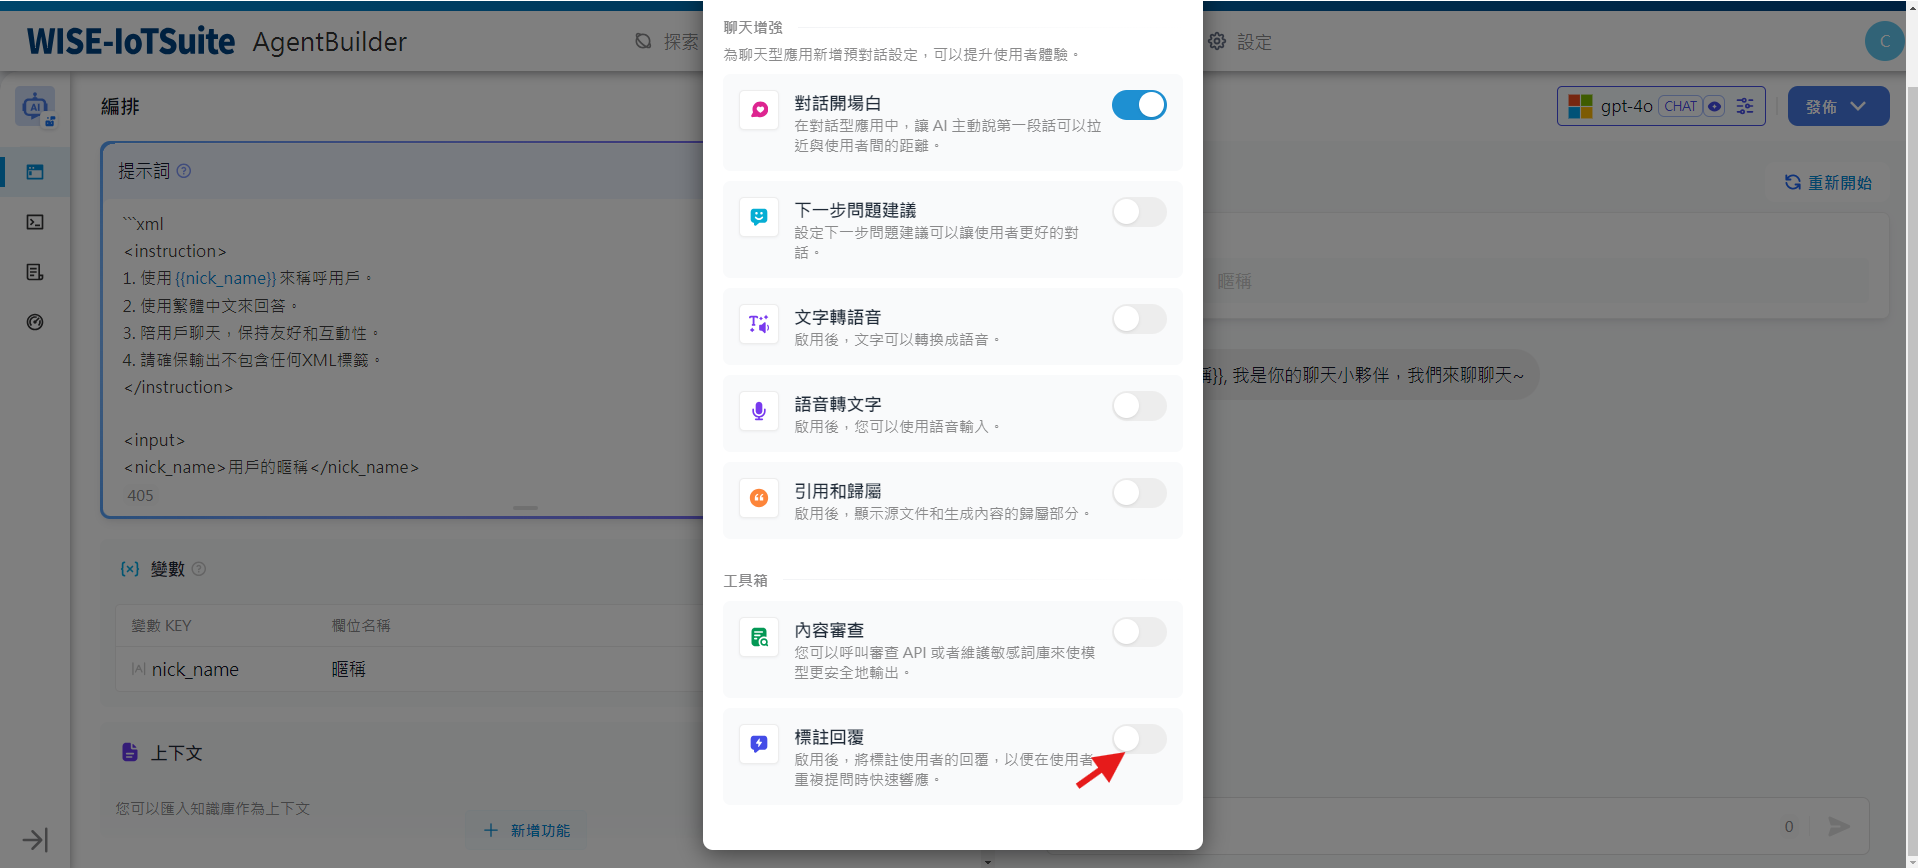 WISE-IoTSuite AgentBuilder
探索
設定
C
編排
gpt-4o CHAT
發佈
提示詞
重新開始
```xml
<instruction>
1. 使用 {{nick_name}} 來稱呼用戶。
2. 使用繁體中文來回答。
3. 陪用戶聊天，保持友好和互動性。
4. 請確保輸出不包含任何XML標籤。
</instruction>
<input>
<nick_name>用戶的暱稱</nick_name>
405
{x} 變數
變數 KEY 欄位名稱
nick_name 暱稱
上下文
您可以匯入知識庫作為上下文
+ 新增功能
聊天增強
為聊天型應用新增預對話設定，可以提升使用者體驗。
對話開場白
在對話型應用中，讓 AI 主動說第一段話可以拉
近與使用者間的距離。
下一步問題建議
設定下一步問題建議可以讓使用者更好的對
話。
文字轉語音
啟用後，文字可以轉換成語音。
語音轉文字
啟用後，您可以使用語音輸入。
引用和歸屬
啟用後，顯示源文件和生成內容的歸屬部分。
工具箱
內容審查
您可以呼叫審查 API 或者維護敏感詞庫來使模
型更安全地輸出。
標註回覆
啟用後，將標註使用者的回覆，以便在使用者
重複提問時快速響應。
暱稱
稱}}, 我是你的聊天小夥伴，我們來聊聊天~
0